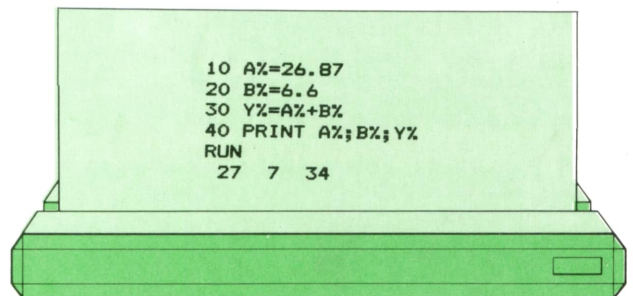 10 A%=26.87
20 B%=6.6
30 Y%=A%+B%
40 PRINT A%;B%;Y%
RUN
27 7 34